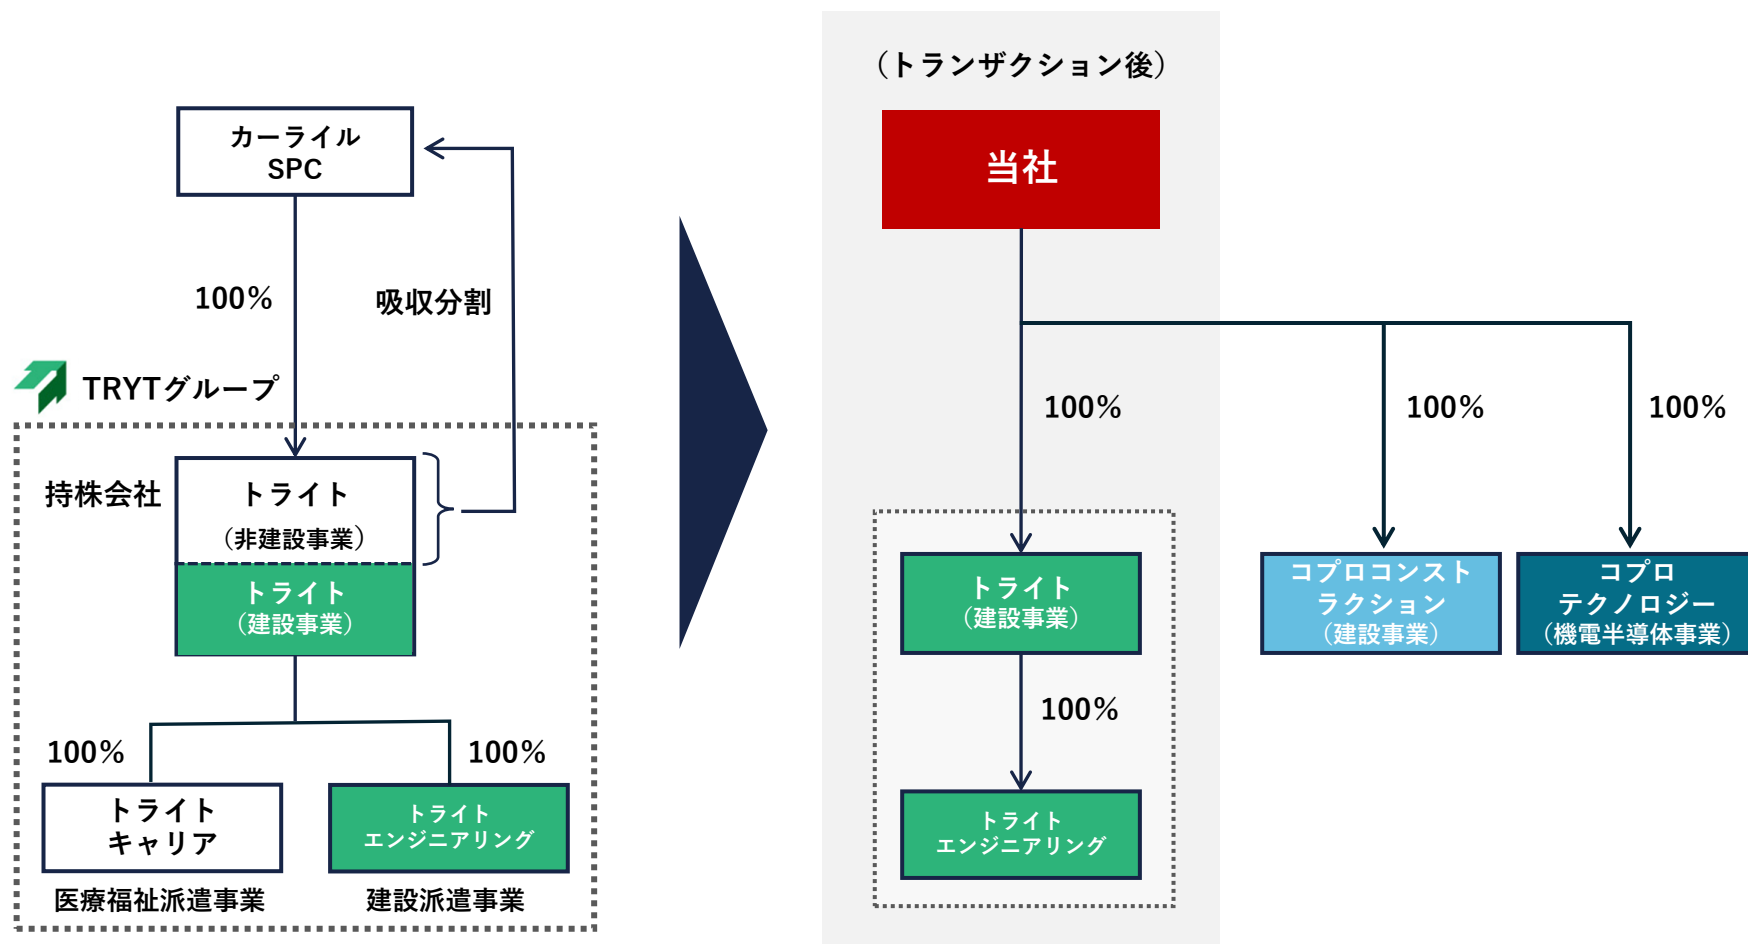 カーライル
SPC
100%
吸収分割
TRYTグループ
持株会社
トライト
（非建設事業）
トライト
（建設事業）
100%
100%
トライト
キャリア
トライト
エンジニアリング
医療福祉派遣事業
建設派遣事業
（トランザクション後）
当社
100%
100%
100%
トライト
（建設事業）
コプロコンスト
ラクション
（建設事業）
コプロ
テクノロジー
（機電半導体事業）
100%
トライト
エンジニアリング